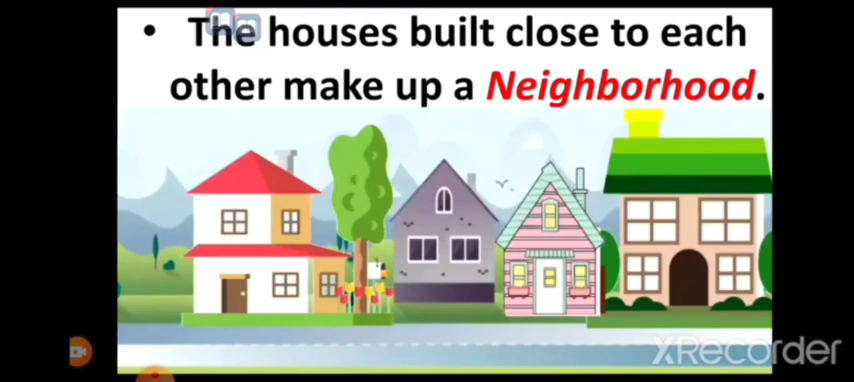 • The houses built close to each
other make up a Neighborhood.
XRecorder